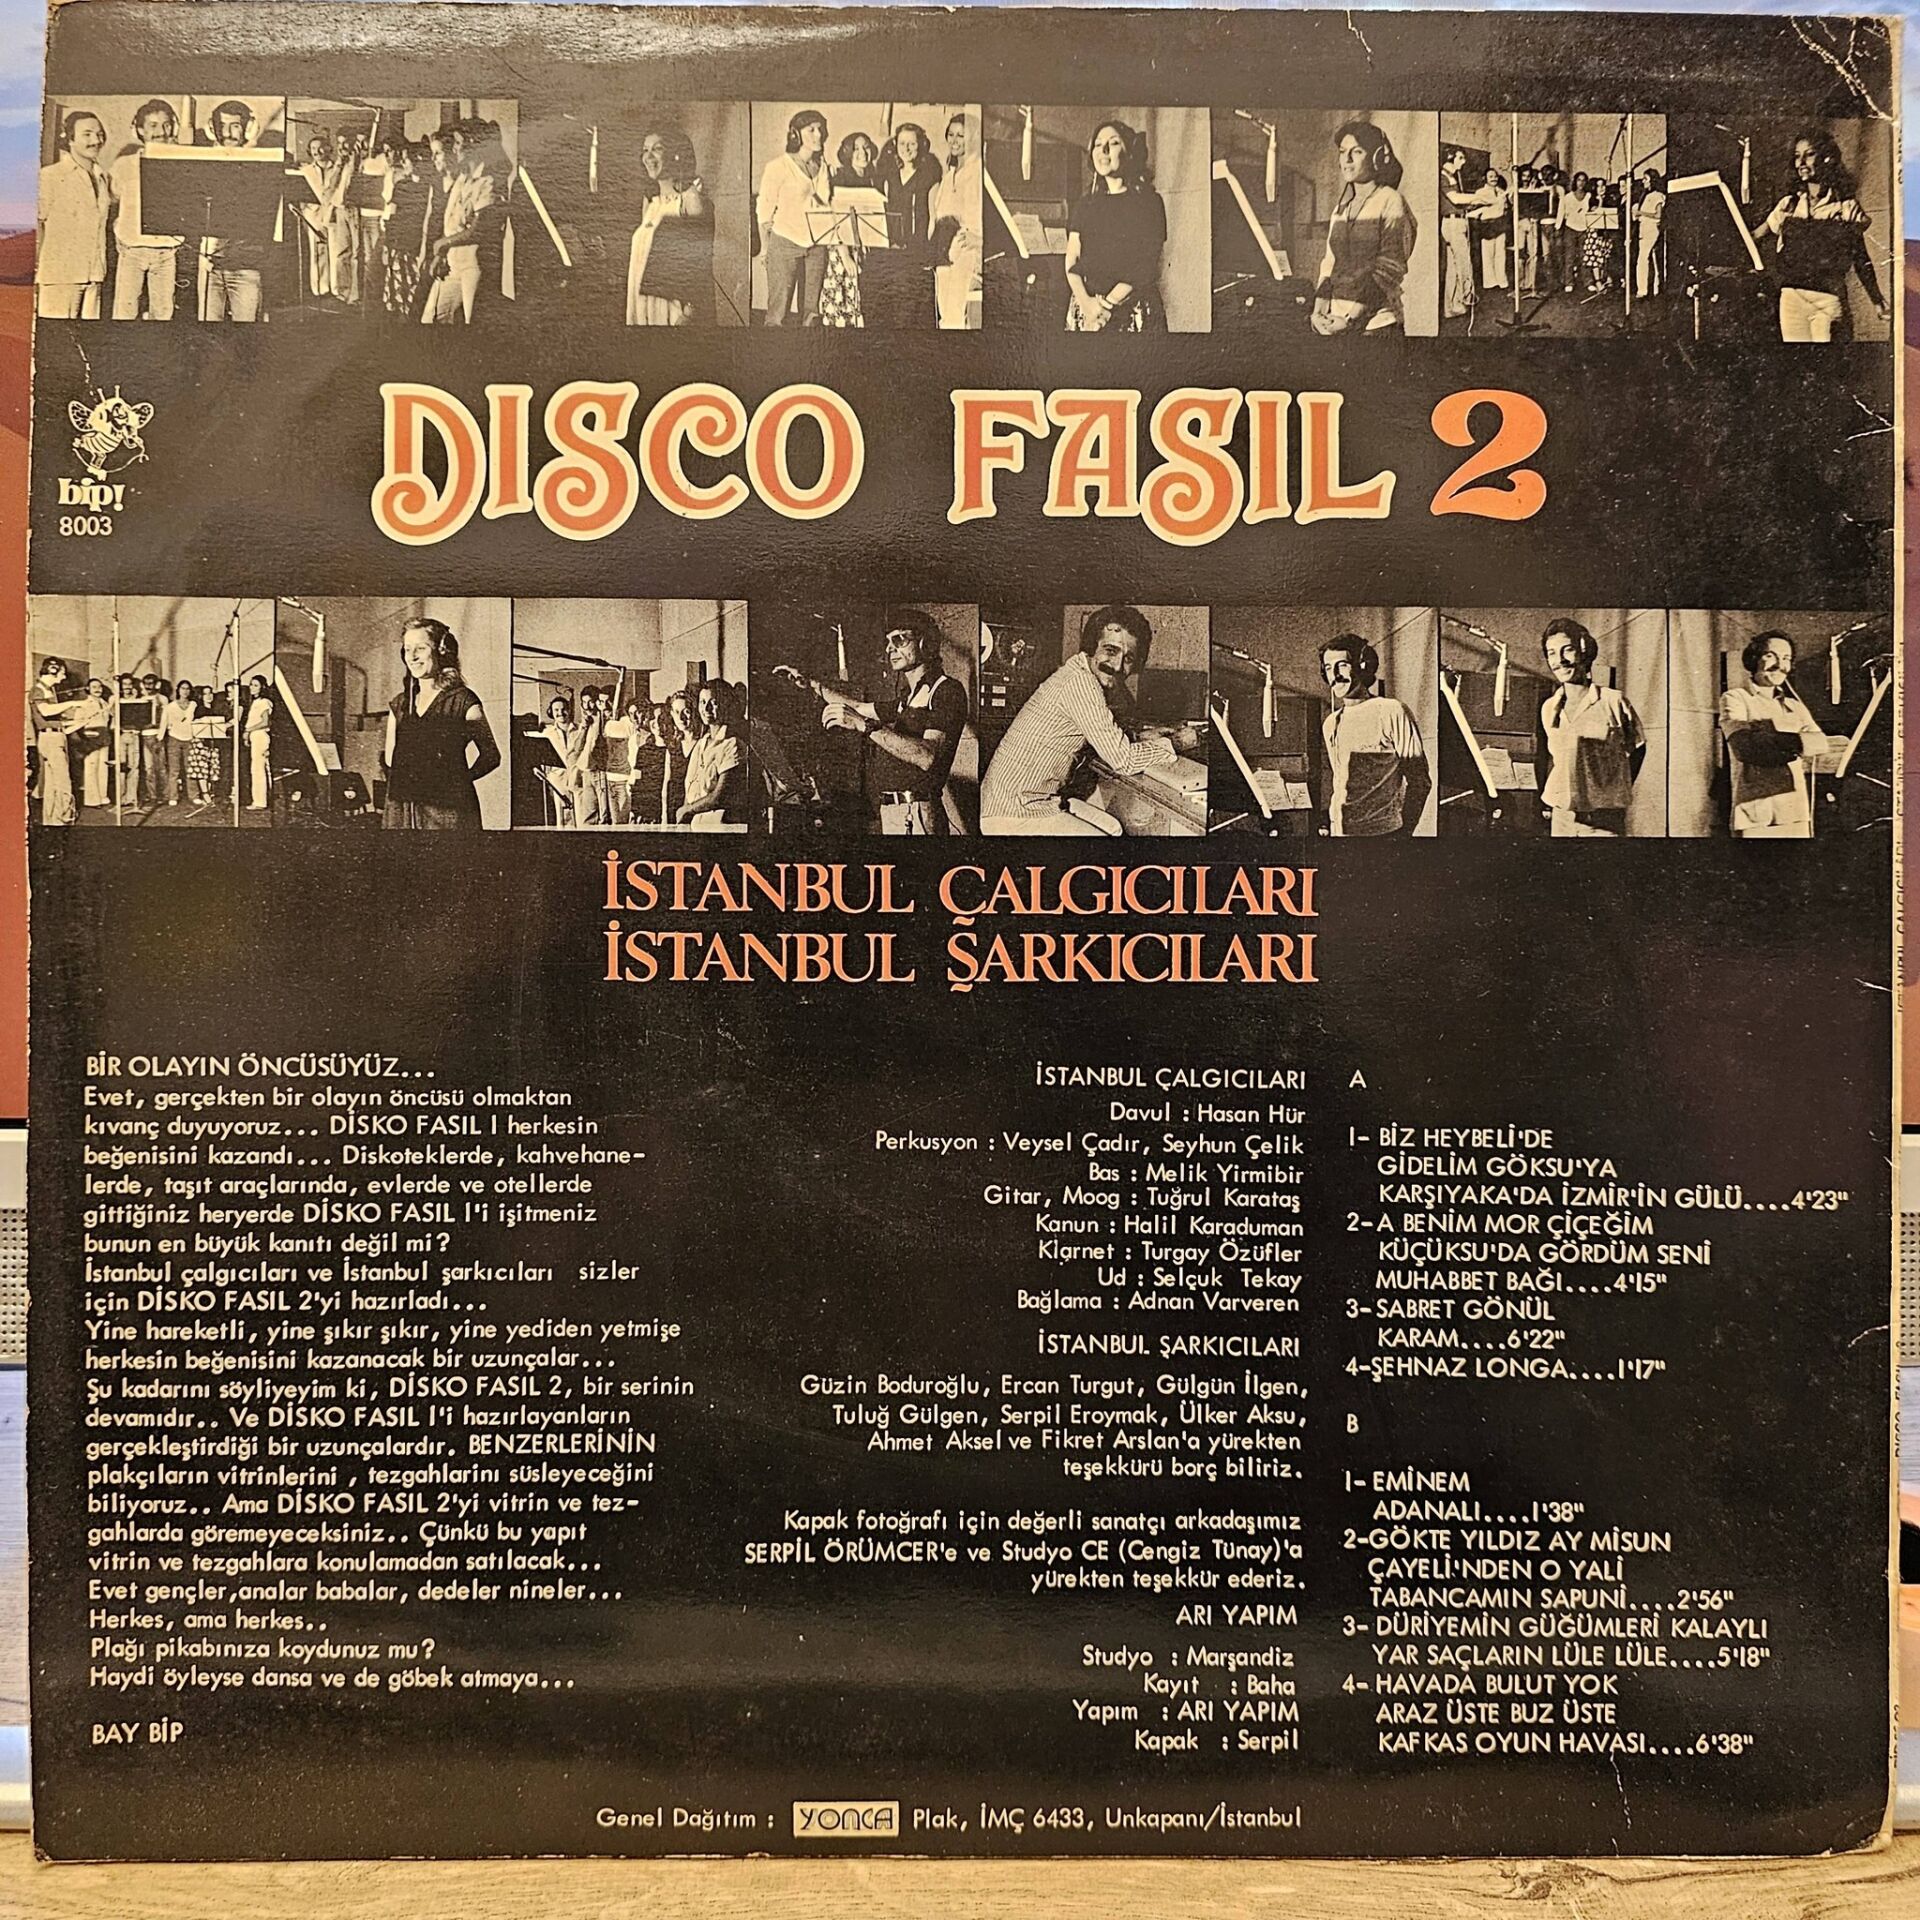 DISCO FASIL 2
bip!
8003
İSTANBUL ÇALGICILARI
İSTANBUL ŞARKICILARI
BİR OLAYIN ÖNCÜSÜYÜZ...
Evet, gerçekten bir olayın öncüsü olmaktan
kıvanç duyuyoruz... DİSKO FASIL I herkesin
beğenisini kazandı... Diskoteklerde, kahvehane-
lerde, taşıt araçlarında, evlerde ve otellerde
gittiğiniz heryerde DİSKO FASIL I'i işitmeniz
bunun en büyük kanıtı değil mi?
İstanbul çalgıcıları ve İstanbul şarkıcıları sizler
için DİSKO FASIL 2'yi hazırladı...
Yine hareketli, yine şıkır şıkır, yine yediden yetmişe
herkesin beğenisini kazanacak bir uzunçalar...
Şu kadarını söyliyeyim ki, DİSKO FASIL 2, bir serinin
devamıdır.. Ve DİSKO FASIL I'i hazırlayanların
gerçekleştirdiği bir uzunçalardır. BENZERLERİNİN
plakçıların vitrinlerini, tezgahlarını süsleyeceğini
biliyoruz.. Ama DİSKO FASIL 2'yi vitrin ve tez-
gahlarda göremeyeceksiniz.. Çünkü bu yapıt
vitrin ve tezgahlara konulamadan satılacak...
Evet gençler,analar babalar, dedeler nineler...
Herkes, ama herkes..
Plağı pikabınıza koydunuz mu?
Haydi öyleyse dansa ve de göbek atmaya...
BAY BİP
İSTANBUL ÇALGICILARI
Davul : Hasan Hür
Perkusyon : Veysel Çadır, Seyhun Çelik
Bas : Melik Yirmibir
Gitar, Moog : Tuğrul Karataş
Kanun : Halil Karaduman
Klarnet : Turgay Özüfler
Ud : Selçuk Tekay
Bağlama : Adnan Varveren
İSTANBUL ŞARKICILARI
Güzin Boduroğlu, Ercan Turgut, Gülgün İlgen,
Tuluğ Gülgen, Serpil Eroymak, Ülker Aksu,
Ahmet Aksel ve Fikret Arslan'a yürekten
teşekkürü borç biliriz.
Kapak fotoğrafı için değerli sanatçı arkadaşımız
SERPİL ÖRÜMCER'e ve Studyo CE (Cengiz Tünay)'a
yürekten teşekkür ederiz.
ARI YAPIM
Studyo : Marşandiz
Kayıt : Baha
Yapım : ARI YAPIM
Kapak : Serpil
A
1- BİZ HEYBELİ'DE
GİDELİM GÖKSU'YA
KARŞIYAKA'DA İZMİR'İN GÜLÜ....4'23"
2- A BENİM MOR ÇİÇEĞİM
KÜÇÜKSU'DA GÖRDÜM SENİ
MUHABBET BAĞI....4'15"
3-SABRET GÖNÜL
KARAM....6'22"
4-ŞEHNAZ LONGA....1'17"
B
1- EMİNEM
ADANALI....1'38"
2-GÖKTE YILDIZ AY MİSUN
ÇAYELİ'NDEN O YALİ
TABANCAMIN SAPUNİ....2'56"
3- DÜRİYEMİN GÜĞÜMLERİ KALAYLI
YAR SAÇLARIN LÜLE LÜLE....5'18"
4- HAVADA BULUT YOK
ARAZ ÜSTE BUZ ÜSTE
KAFKAS OYUN HAVASI....6'38"
Genel Dağıtım : YONCA Plak, İMÇ 6433, Unkapanı/İstanbul